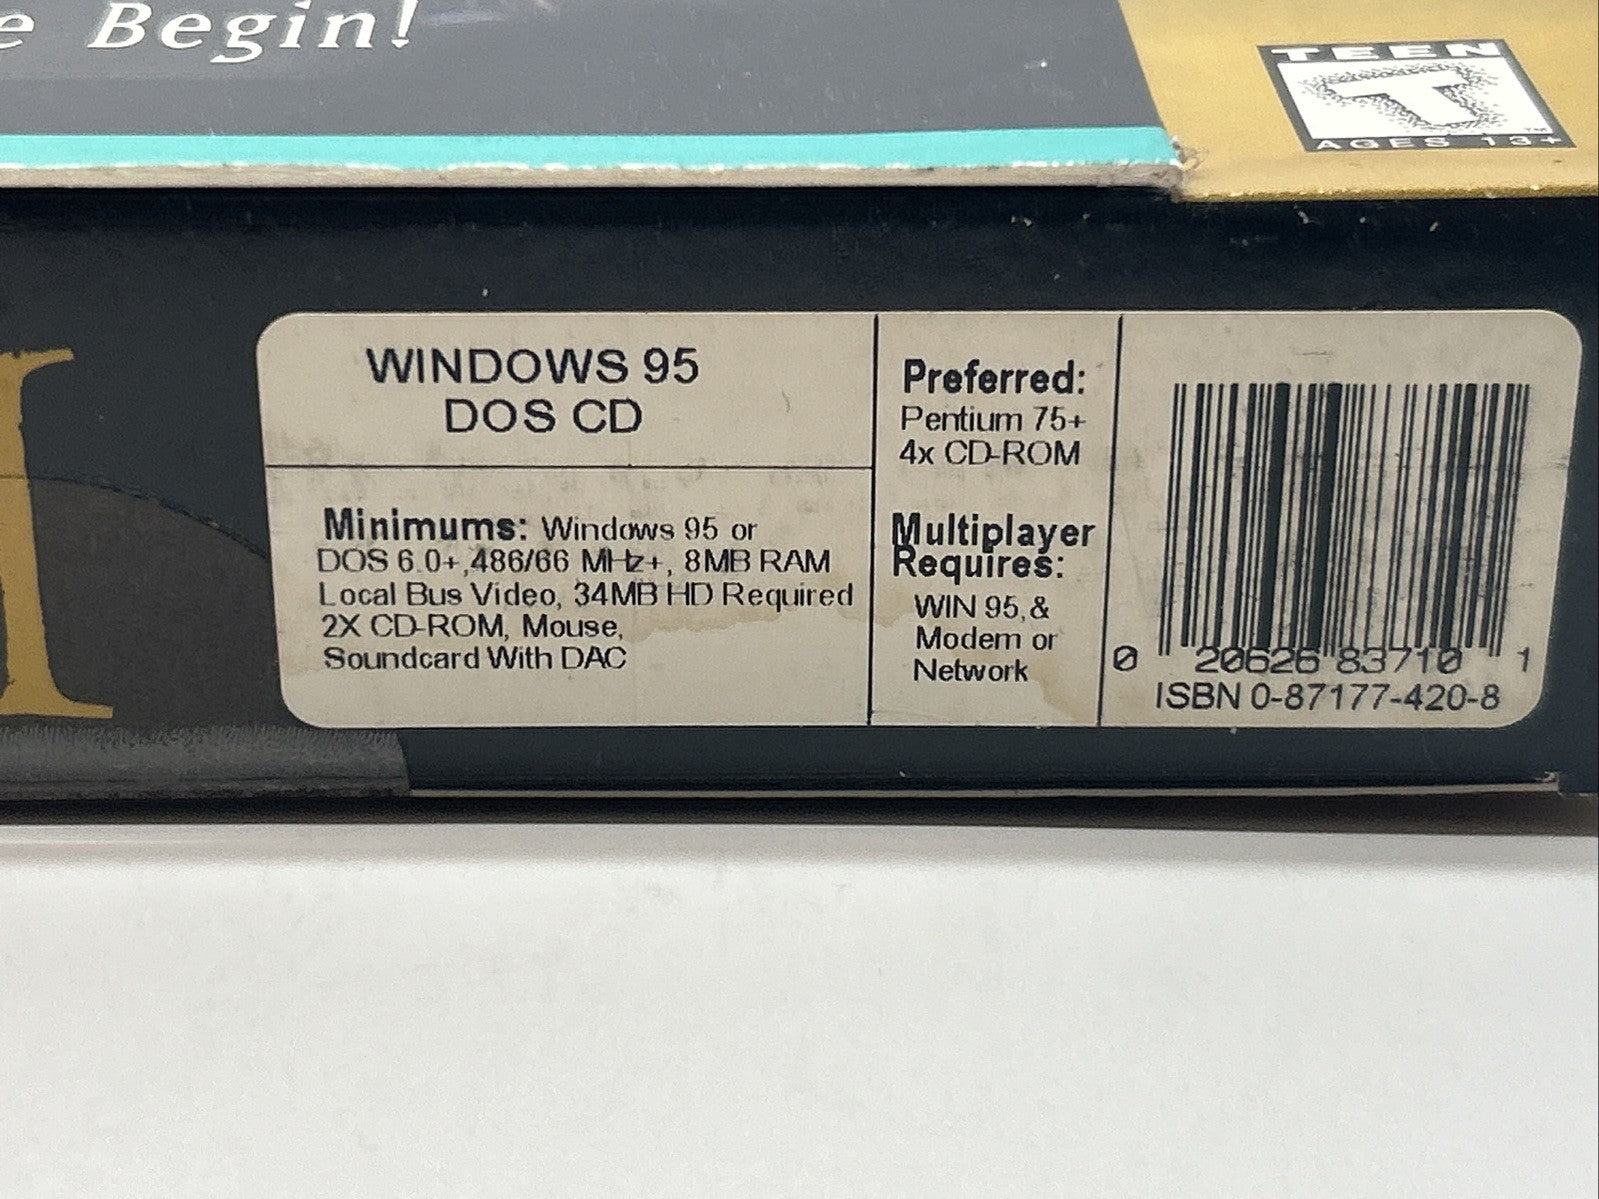 e Begin!
TEEN
T
AGES 13+
WINDOWS 95
DOS CD
Minimums: Windows 95 or
DOS 6.0+,486/66 MHz+, 8MB RAM
Local Bus Video, 34MB HD Required
2X CD-ROM, Mouse,
Soundcard With DAC
Preferred:
Pentium 75+
4x CD-ROM
Multiplayer
Requires:
WIN 95,&
Modem or
Network
0 20626 83710 1
ISBN 0-87177-420-8